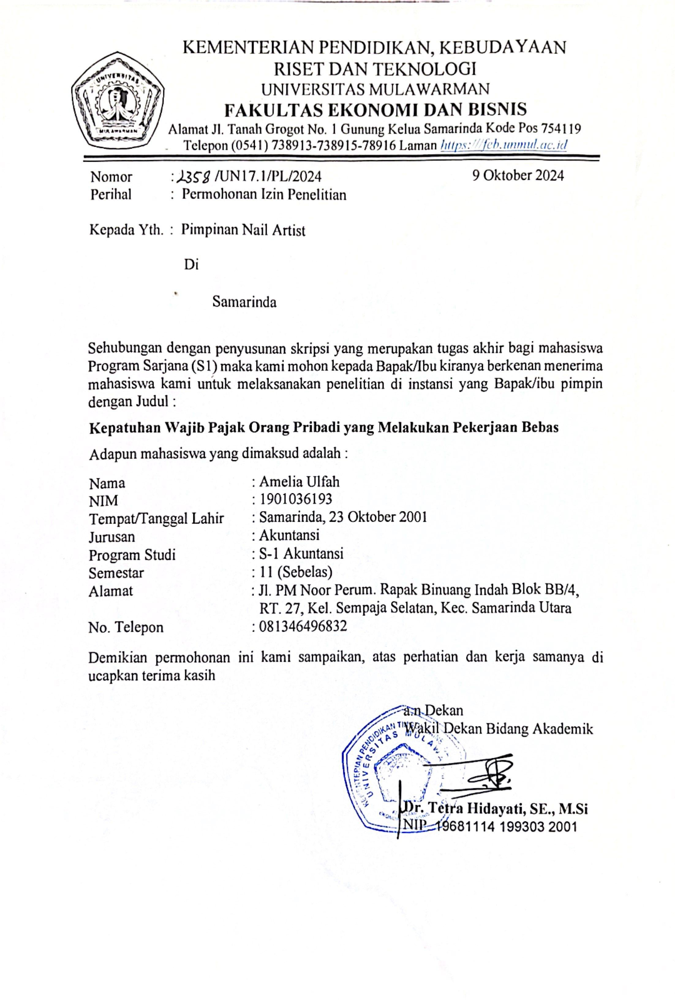 KEMENTERIAN PENDIDIKAN, KEBUDAYAAN
RISET DAN TEKNOLOGI
UNIVERSITAS MULAWARMAN
FAKULTAS EKONOMI DAN BISNIS
Alamat Jl. Tanah Grogot No. 1 Gunung Kelua Samarinda Kode Pos 754119
Telepon (0541) 738913-738915-78916 Laman https:///feb.unmul.ac.id
UNIVERSITAS
MULAWARMAN
Nomor : 2358 /UN17.1/PL/2024 9 Oktober 2024
Perihal : Permohonan Izin Penelitian
Kepada Yth. : Pimpinan Nail Artist
Di
Samarinda
Sehubungan dengan penyusunan skripsi yang merupakan tugas akhir bagi mahasiswa
Program Sarjana (S1) maka kami mohon kepada Bapak/Ibu kiranya berkenan menerima
mahasiswa kami untuk melaksanakan penelitian di instansi yang Bapak/ibu pimpin
dengan Judul :
Kepatuhan Wajib Pajak Orang Pribadi yang Melakukan Pekerjaan Bebas
Adapun mahasiswa yang dimaksud adalah :
Nama : Amelia Ulfah
NIM : 1901036193
Tempat/Tanggal Lahir : Samarinda, 23 Oktober 2001
Jurusan : Akuntansi
Program Studi : S-1 Akuntansi
Semestar : 11 (Sebelas)
Alamat : Jl. PM Noor Perum. Rapak Binuang Indah Blok BB/4,
RT. 27, Kel. Sempaja Selatan, Kec. Samarinda Utara
No. Telepon : 081346496832
Demikian permohonan ini kami sampaikan, atas perhatian dan kerja samanya di
ucapkan terima kasih
a.n Dekan
Wakil Dekan Bidang Akademik
PENDIDIKAN
UNIVERSITAS
Dr. Tetra Hidayati, SE., M.Si
NIP. 19681114 199303 2001